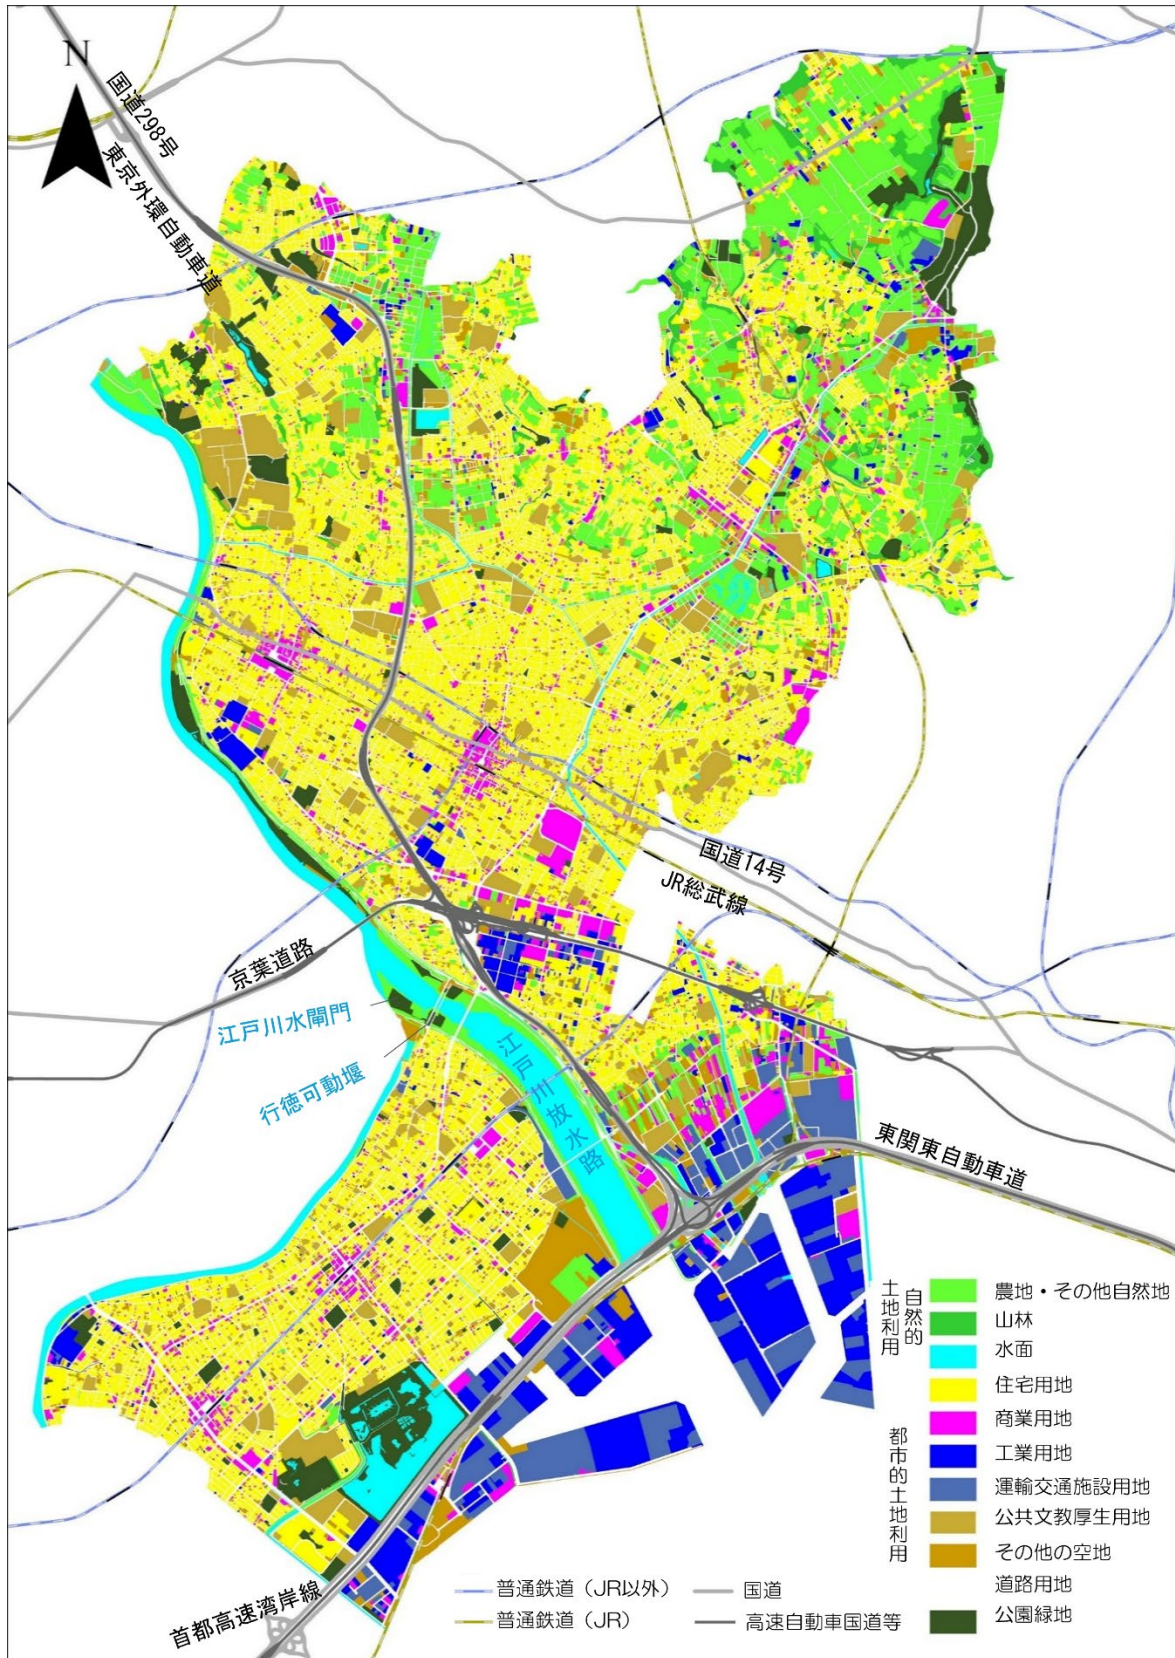 N
国道298号
東京外環自動車道
国道14号
JR総武線
京葉道路
江戸川水閘門
行徳可動堰
江戸川放水路
東関東自動車道
首都高速湾岸線
自然的
土地利用
農地・その他自然地
山林
水面
都市的土地利用
住宅用地
商業用地
工業用地
運輸交通施設用地
公共文教厚生用地
その他の空地
道路用地
公園緑地
普通鉄道（JR以外）
国道
普通鉄道（JR）
高速自動車国道等